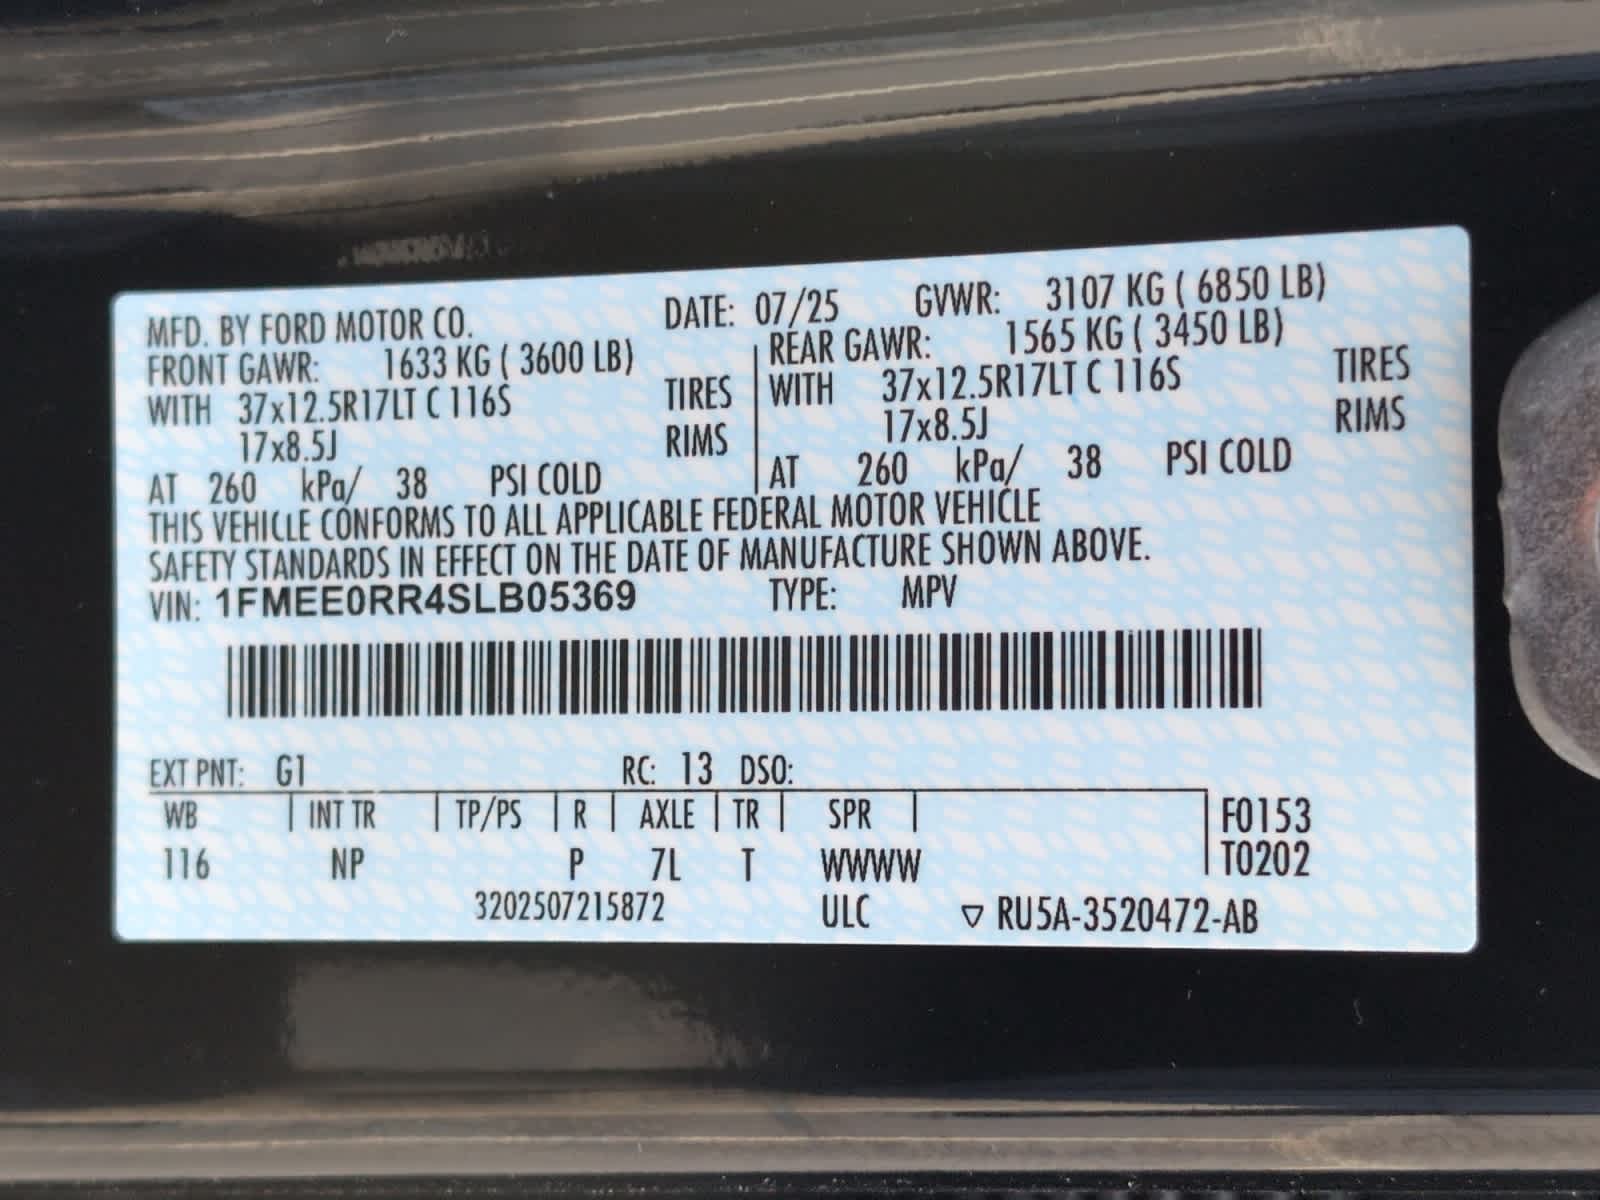 MFD. BY FORD MOTOR CO. DATE: 07/25 GVWR: 3107 KG ( 6850 LB)
FRONT GAWR: 1633 KG ( 3600 LB) REAR GAWR: 1565 KG ( 3450 LB)
WITH 37x12.5R17LT C 116S TIRES WITH 37x12.5R17LT C 116S TIRES
17x8.5J RIMS 17x8.5J RIMS
AT 260 kPa/ 38 PSI COLD AT 260 kPa/ 38 PSI COLD
THIS VEHICLE CONFORMS TO ALL APPLICABLE FEDERAL MOTOR VEHICLE
SAFETY STANDARDS IN EFFECT ON THE DATE OF MANUFACTURE SHOWN ABOVE.
VIN: 1FMEE0RR4SLB05369 TYPE: MPV
EXT PNT: G1 RC: 13 DSO:
WB INT TR TP/PS R AXLE TR SPR F0153
116 NP P 7L T WWWW T0202
3202507215872 ULC ▽ RU5A-3520472-AB